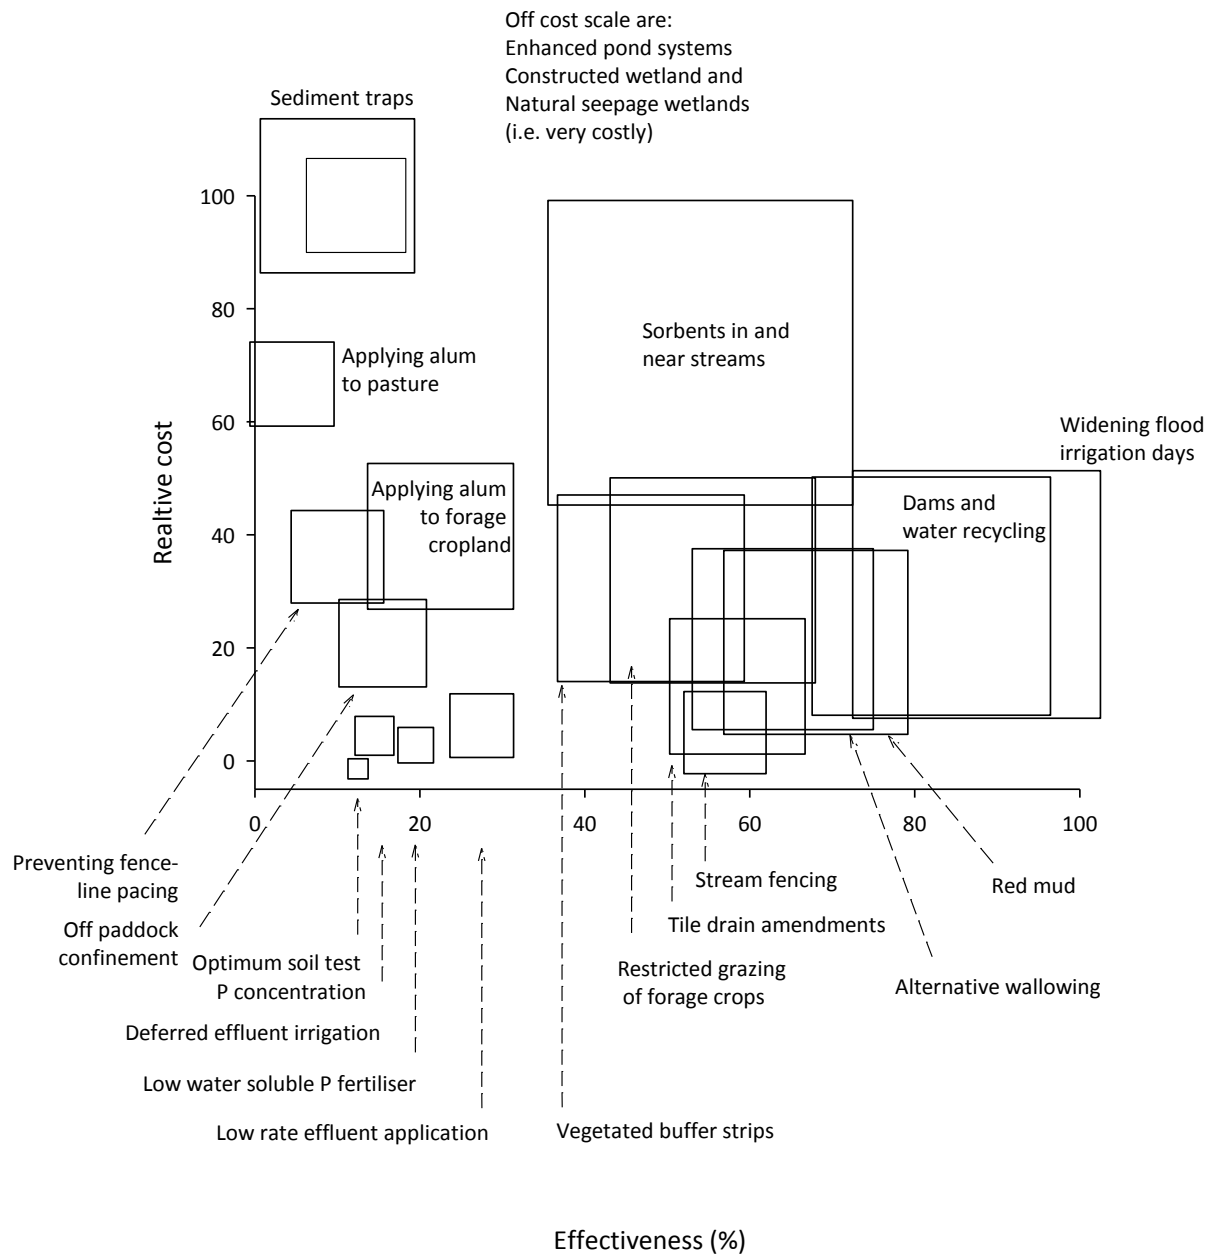 Off cost scale are:
Enhanced pond systems
Constructed wetland and
Natural seepage wetlands
(i.e. very costly)
Sediment traps
100
80
60
40
20
0
Realtive cost
Applying alum
to pasture
Sorbents in and
near streams
Widening flood
irrigation days
Applying alum
to forage
cropland
Dams and
water recycling
0
20
40
60
80
100
Preventing fence-
line pacing
Off paddock
confinement
Optimum soil test
P concentration
Deferred effluent irrigation
Low water soluble P fertiliser
Low rate effluent application
Vegetated buffer strips
Restricted grazing
of forage crops
Tile drain amendments
Stream fencing
Red mud
Alternative wallowing
Effectiveness (%)